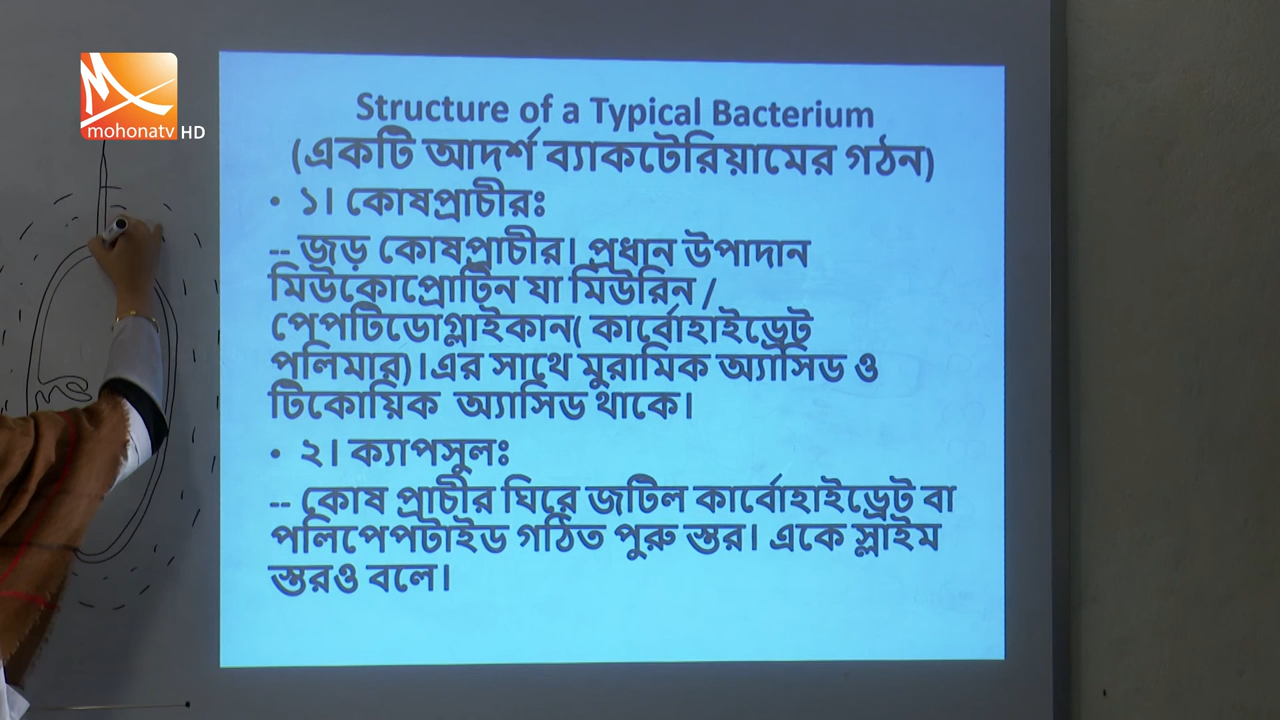 mohonatv HD
Structure of a Typical Bacterium
(একটি আদর্শ ব্যাকটেরিয়ামের গঠন)
• ১। কোষপ্রাচীরঃ
-- জড় কোষপ্রাচীর। প্রধান উপাদান
মিউকোপ্রোটিন যা মিউরিন /
পেপটিডোগ্লাইকান( কার্বোহাইড্রেট
পলিমার)।এর সাথে মুরামিক অ্যাসিড ও
টিকোয়িক অ্যাসিড থাকে।
• ২। ক্যাপসুলঃ
-- কোষ প্রাচীর ঘিরে জটিল কার্বোহাইড্রেট বা
পলিপেপটাইড গঠিত পুরু স্তর। একে স্লাইম
স্তরও বলে।